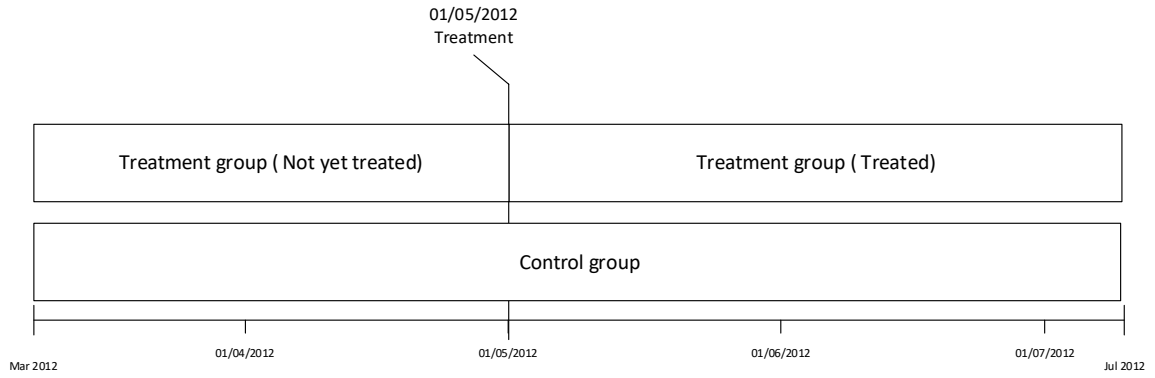 01/05/2012
Treatment
Treatment group ( Not yet treated)
Treatment group ( Treated)
Control group
01/04/2012
01/05/2012
01/06/2012
01/07/2012
Mar 2012
Jul 2012